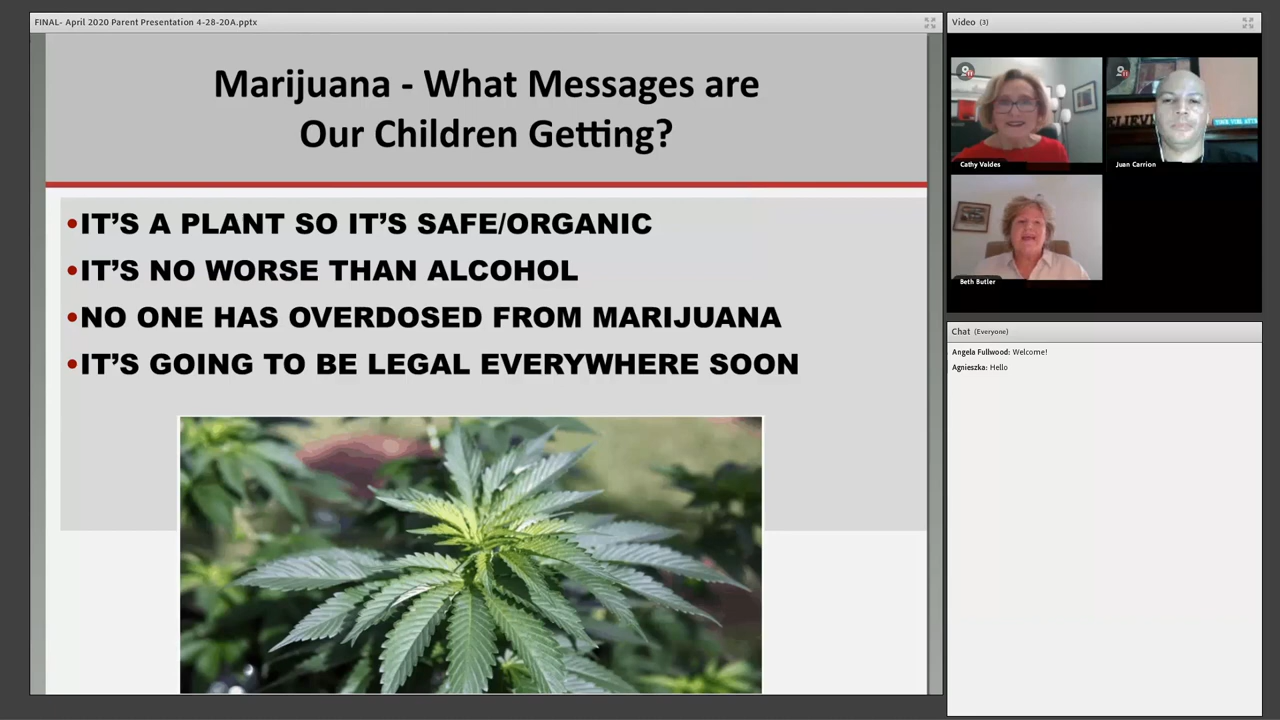 FINAL- April 2020 Parent Presentation 4-28-20A.pptx
Marijuana - What Messages are
Our Children Getting?
•IT’S A PLANT SO IT’S SAFE/ORGANIC
•IT’S NO WORSE THAN ALCOHOL
•NO ONE HAS OVERDOSED FROM MARIJUANA
•IT’S GOING TO BE LEGAL EVERYWHERE SOON
Video (3)
Cathy Valdes
Juan Carrion
Beth Butler
Chat (Everyone)
Angela Fullwood: Welcome!
Agnieszka: Hello